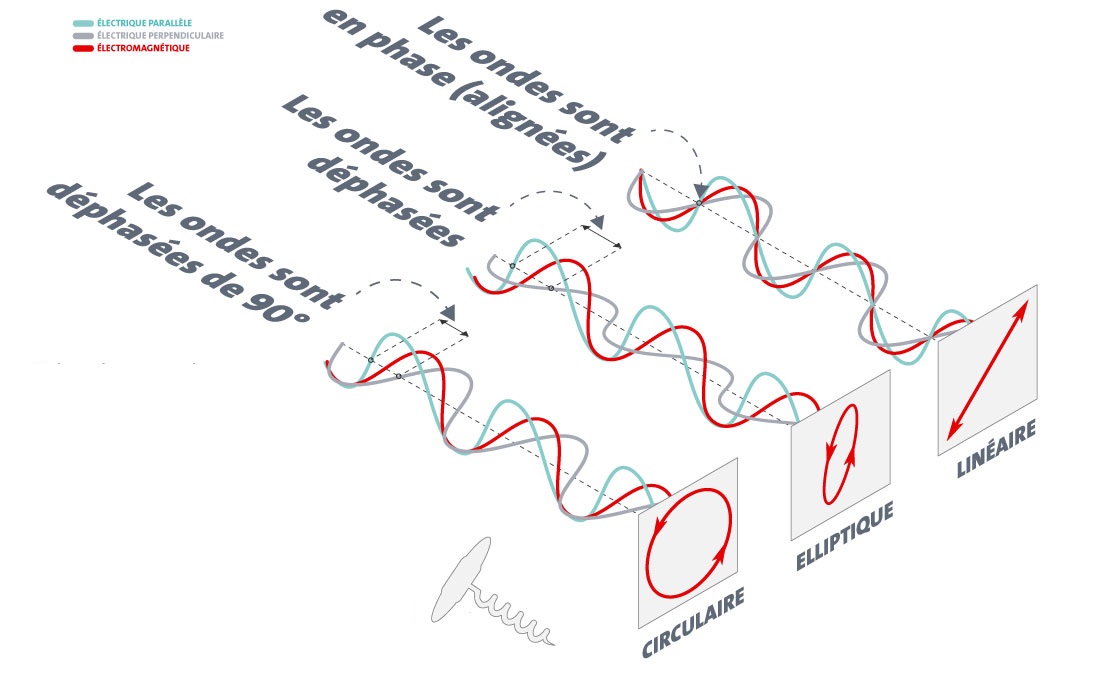 ÉLECTRIQUE PARALLÈLE
ÉLECTRIQUE PERPENDICULAIRE
ÉLECTROMAGNÉTIQUE
Les ondes sont
en phase (alignées)
Les ondes sont
déphasées
Les ondes sont
déphasées de 90°
LINÉAIRE
ELLIPTIQUE
CIRCULAIRE